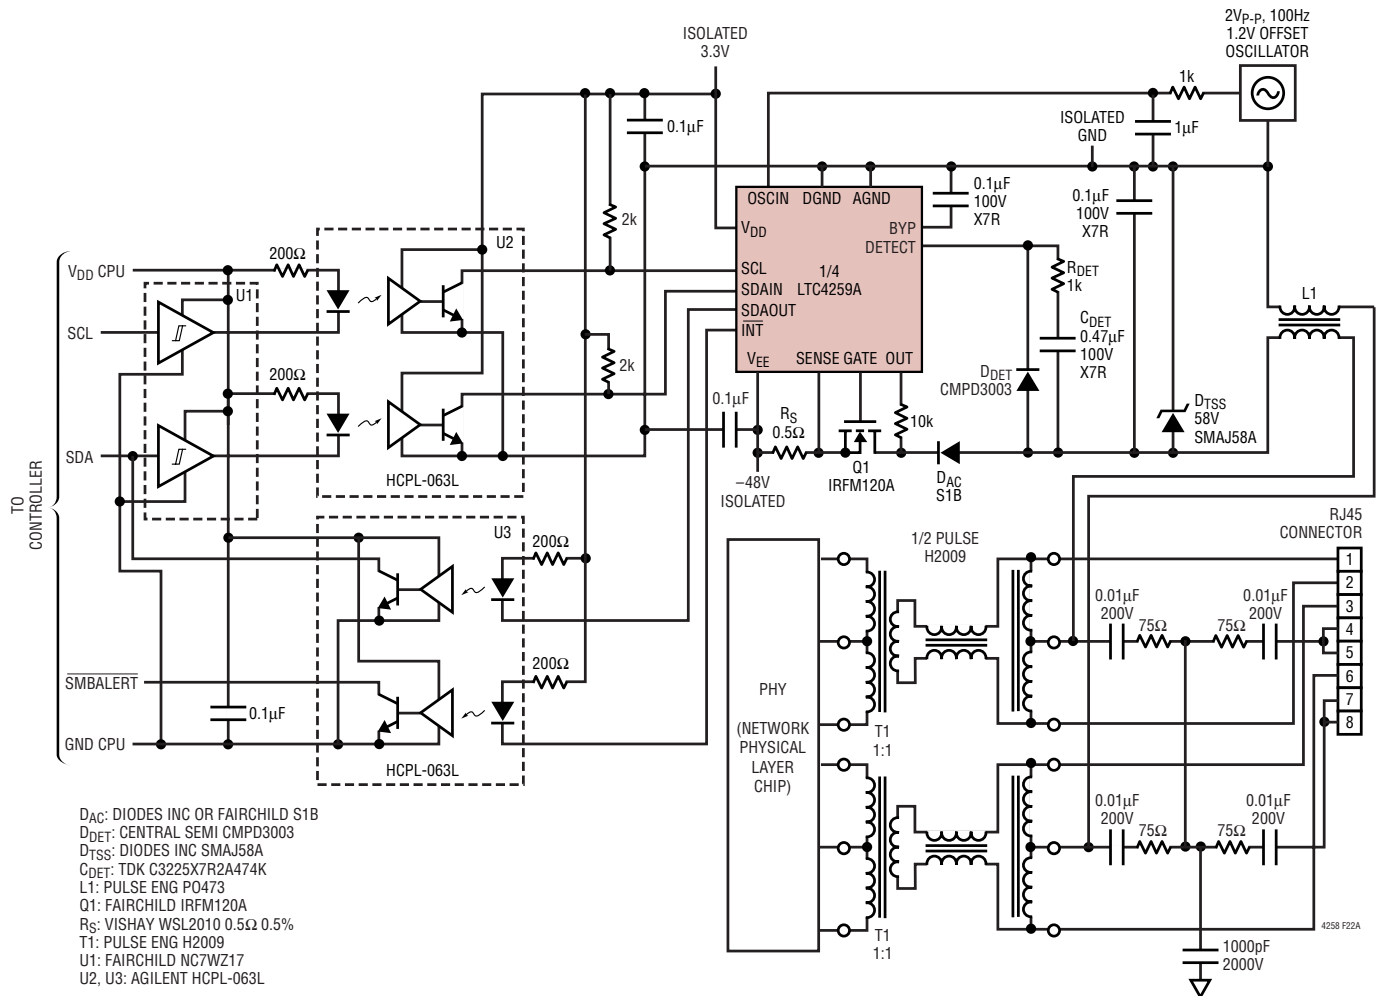 2VP-P, 100Hz
1.2V OFFSET
OSCILLATOR
ISOLATED
3.3V
1k
ISOLATED
GND
1µF
0.1µF
OSCIN DGND AGND
VDD
BYP
DETECT
1/4
LTC4259A
SCL
SDAIN
SDAOUT
INT
VEE
SENSE GATE OUT
0.1µF
100V
X7R
0.1µF
100V
X7R
2k
U2
200Ω
VDD CPU
U1
SCL
RDET
1k
CDET
0.47µF
100V
X7R
L1
2k
DDET
CMPD3003
200Ω
0.1µF
RS
0.5Ω
10k
DTSS
58V
SMAJ58A
SDA
HCPL-063L
–48V
ISOLATED
Q1
IRFM120A
DAC
S1B
TO
CONTROLLER
U3
200Ω
1/2 PULSE
H2009
RJ45
CONNECTOR
1
2
3
4
5
6
7
8
0.01µF
200V
75Ω
75Ω
0.01µF
200V
200Ω
SMBALERT
0.1µF
GND CPU
HCPL-063L
PHY
(NETWORK
PHYSICAL
LAYER
CHIP)
T1
1:1
0.01µF
200V
75Ω
75Ω
0.01µF
200V
T1
1:1
1000pF
2000V
4258 F22A
DAC: DIODES INC OR FAIRCHILD S1B
DDET: CENTRAL SEMI CMPD3003
DTSS: DIODES INC SMAJ58A
CDET: TDK C3225X7R2A474K
L1: PULSE ENG PO473
Q1: FAIRCHILD IRFM120A
RS: VISHAY WSL2010 0.5Ω 0.5%
T1: PULSE ENG H2009
U1: FAIRCHILD NC7WZ17
U2, U3: AGILENT HCPL-063L